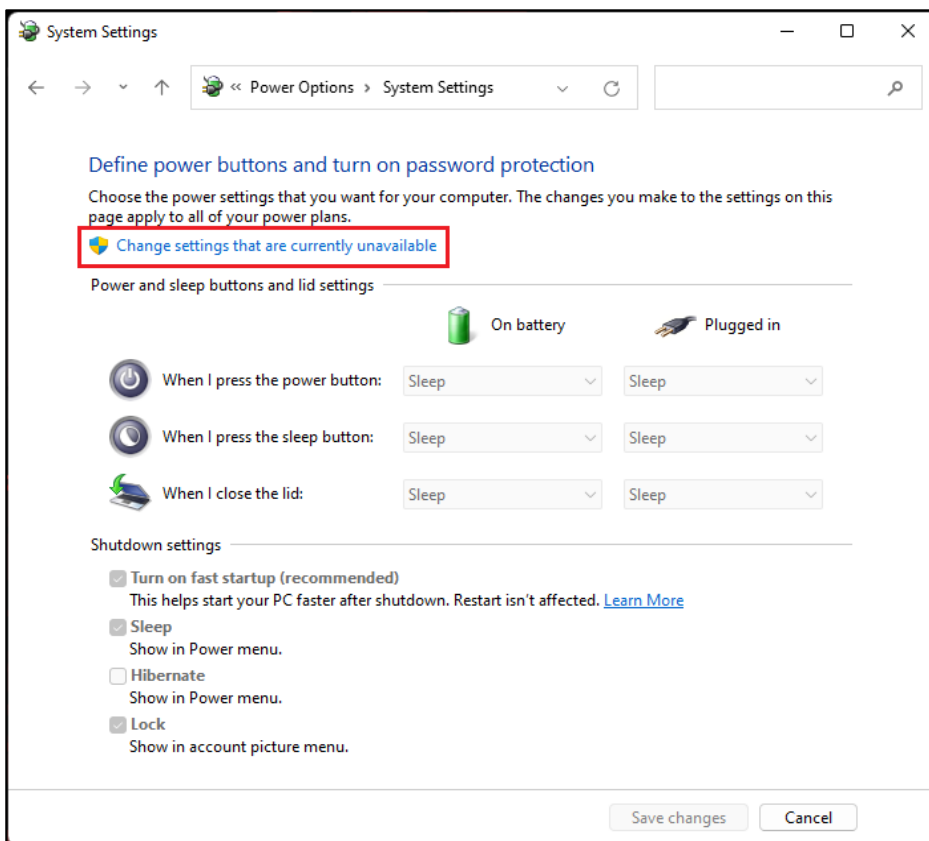 System Settings
« Power Options › System Settings
Define power buttons and turn on password protection
Choose the power settings that you want for your computer. The changes you make to the settings on this
page apply to all of your power plans.
Change settings that are currently unavailable
Power and sleep buttons and lid settings
On battery Plugged in
When I press the power button: Sleep Sleep
When I press the sleep button: Sleep Sleep
When I close the lid: Sleep Sleep
Shutdown settings
Turn on fast startup (recommended)
This helps start your PC faster after shutdown. Restart isn't affected. Learn More
Sleep
Show in Power menu.
Hibernate
Show in Power menu.
Lock
Show in account picture menu.
Save changes Cancel